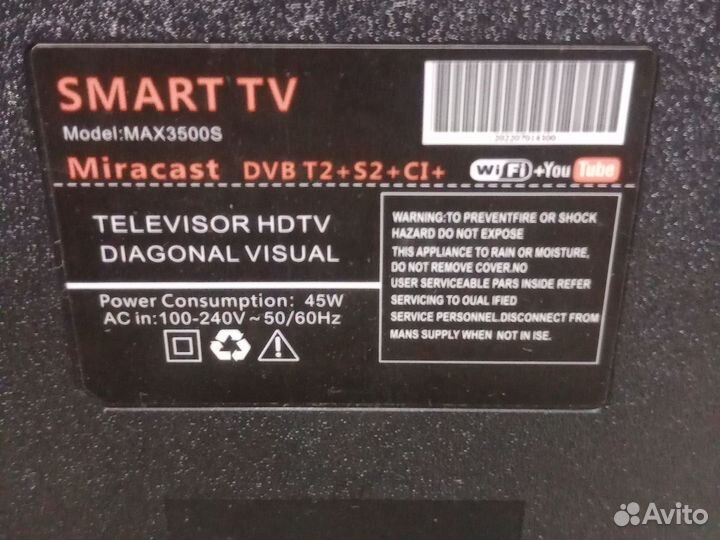 SMART TV
Model:MAX3500S
202207014100
Miracast DVB T2+S2+CI+ WiFi+You Tube
TELEVISOR HDTV
DIAGONAL VISUAL
WARNING:TO PREVENTFIRE OR SHOCK
HAZARD DO NOT EXPOSE
THIS APPLIANCE TO RAIN OR MOISTURE,
DO NOT REMOVE COVER.NO
USER SERVICEABLE PARS INSIDE REFER
SERVICING TO OUAL IFIED
SERVICE PERSONNEL.DISCONNECT FROM
MANS SUPPLY WHEN NOT IN ISE.
Power Consumption: 45W
AC in:100-240V~50/60Hz
Avito